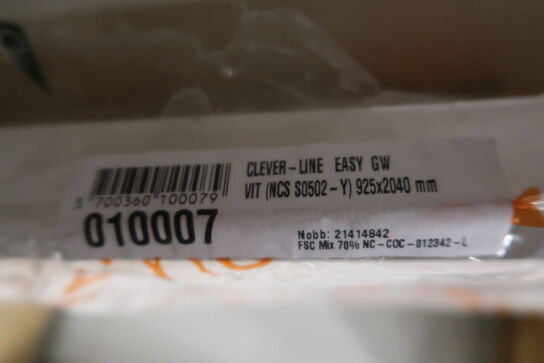 CLEVER-LINE EASY GW
VIT (NCS S0502-Y) 925x2040 mm
5 700360 100079
010007
Nobb: 21414842
FSC Mix 70% NC-COC-012342-L